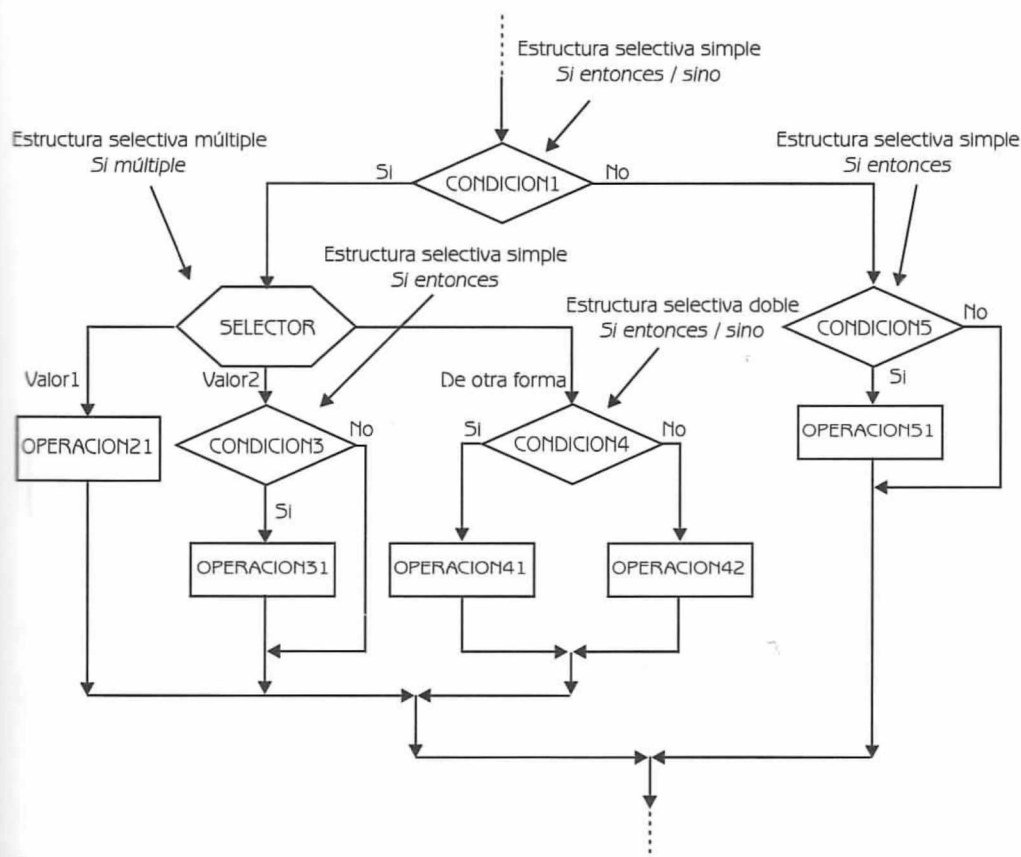 Estructura selectiva simple
Si entonces / sino
Estructura selectiva múltiple
Si múltiple
Estructura selectiva simple
Si entonces
Si
CONDICION1
No
Estructura selectiva simple
Si entonces
Estructura selectiva doble
Si entonces / sino
SELECTOR
CONDICION5
No
Valor1
Valor2
De otra forma
Si
OPERACION21
CONDICION3
No
Si
CONDICION4
No
OPERACION51
Si
OPERACION31
OPERACION41
OPERACION42